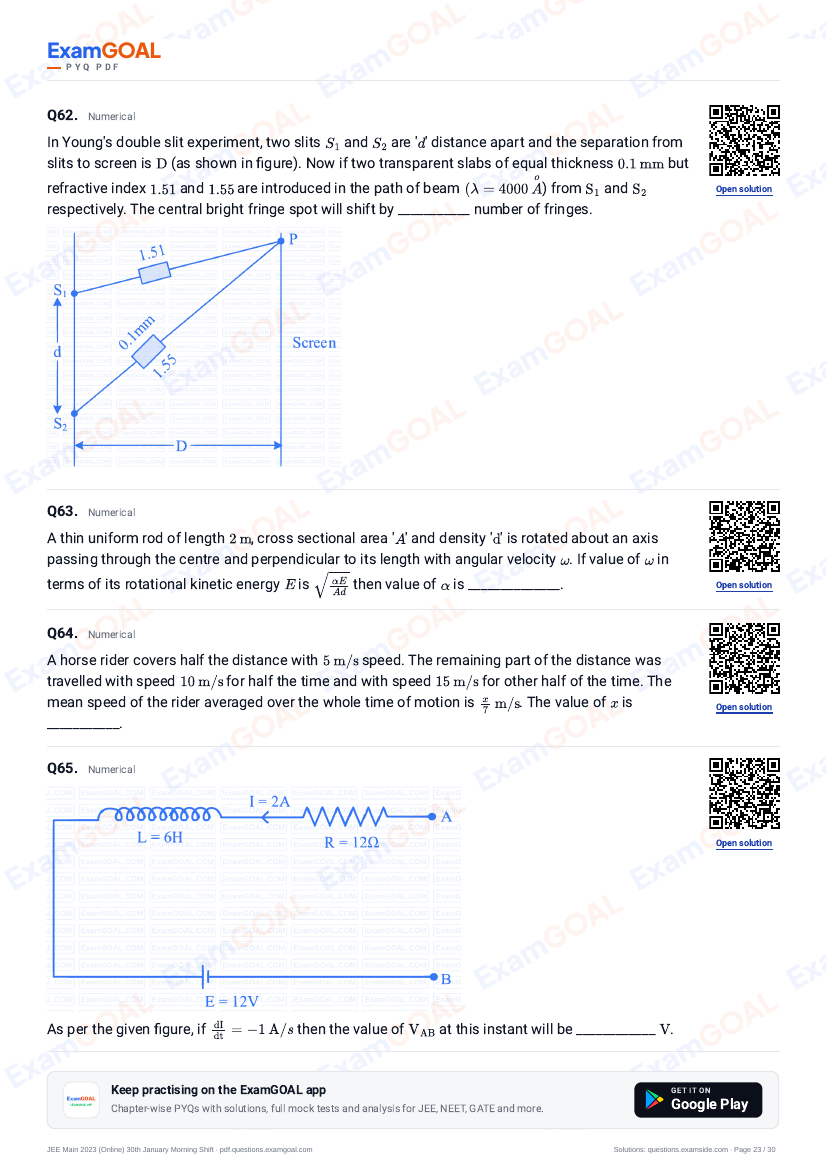 ExamGOAL
PYQ PDF
Q62. Numerical
In Young's double slit experiment, two slits S₁ and S₂ are 'd' distance apart and the separation from
slits to screen is D (as shown in figure). Now if two transparent slabs of equal thickness 0.1 mm but
refractive index 1.51 and 1.55 are introduced in the path of beam (λ = 4000 Å) from S₁ and S₂
respectively. The central bright fringe spot will shift by ___________ number of fringes.
Open solution
P
1.51
S₁
0.1mm
Screen
d
1.55
S₂
D
Q63. Numerical
A thin uniform rod of length 2 m, cross sectional area 'A' and density 'd' is rotated about an axis
passing through the centre and perpendicular to its length with angular velocity ω. If value of ω in
terms of its rotational kinetic energy E is √(αE/Ad) then value of α is ______________.
Open solution
Q64. Numerical
A horse rider covers half the distance with 5 m/s speed. The remaining part of the distance was
travelled with speed 10 m/s for half the time and with speed 15 m/s for other half of the time. The
mean speed of the rider averaged over the whole time of motion is x/7 m/s. The value of x is
___________.
Open solution
Q65. Numerical
I = 2A
A
L = 6H
R = 12Ω
B
E = 12V
Open solution
As per the given figure, if dI/dt = −1 A/s then the value of V_AB at this instant will be ____________ V.
ExamGOAL
Keep practising on the ExamGOAL app
Chapter-wise PYQs with solutions, full mock tests and analysis for JEE, NEET, GATE and more.
GET IT ON
Google Play
JEE Main 2023 (Online) 30th January Morning Shift · pdf.questions.examgoal.com
Solutions: questions.examside.com · Page 23 / 30